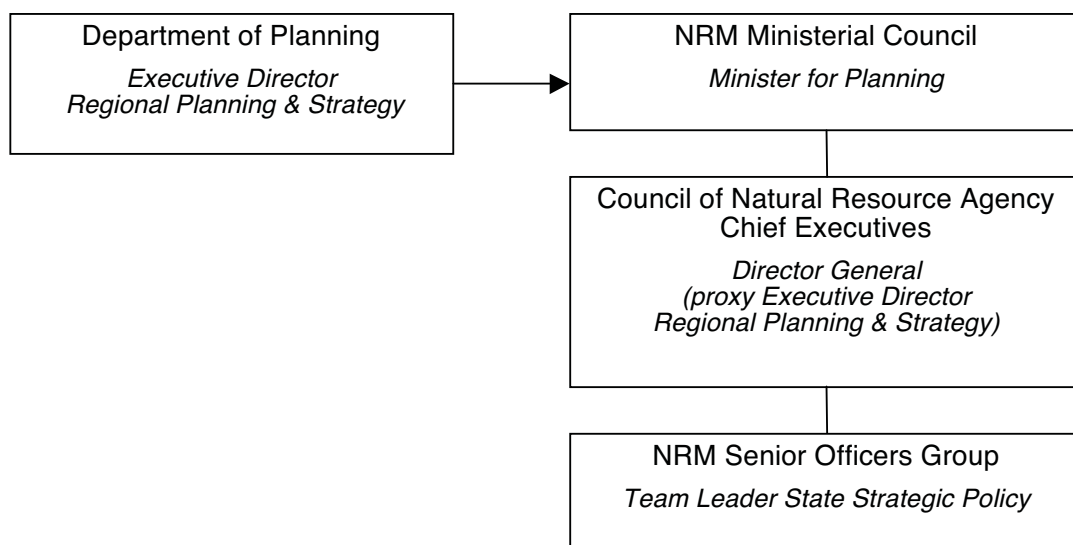 Department of Planning
Executive Director
Regional Planning & Strategy
NRM Ministerial Council
Minister for Planning
Council of Natural Resource Agency
Chief Executives
Director General
(proxy Executive Director
Regional Planning & Strategy)
NRM Senior Officers Group
Team Leader State Strategic Policy